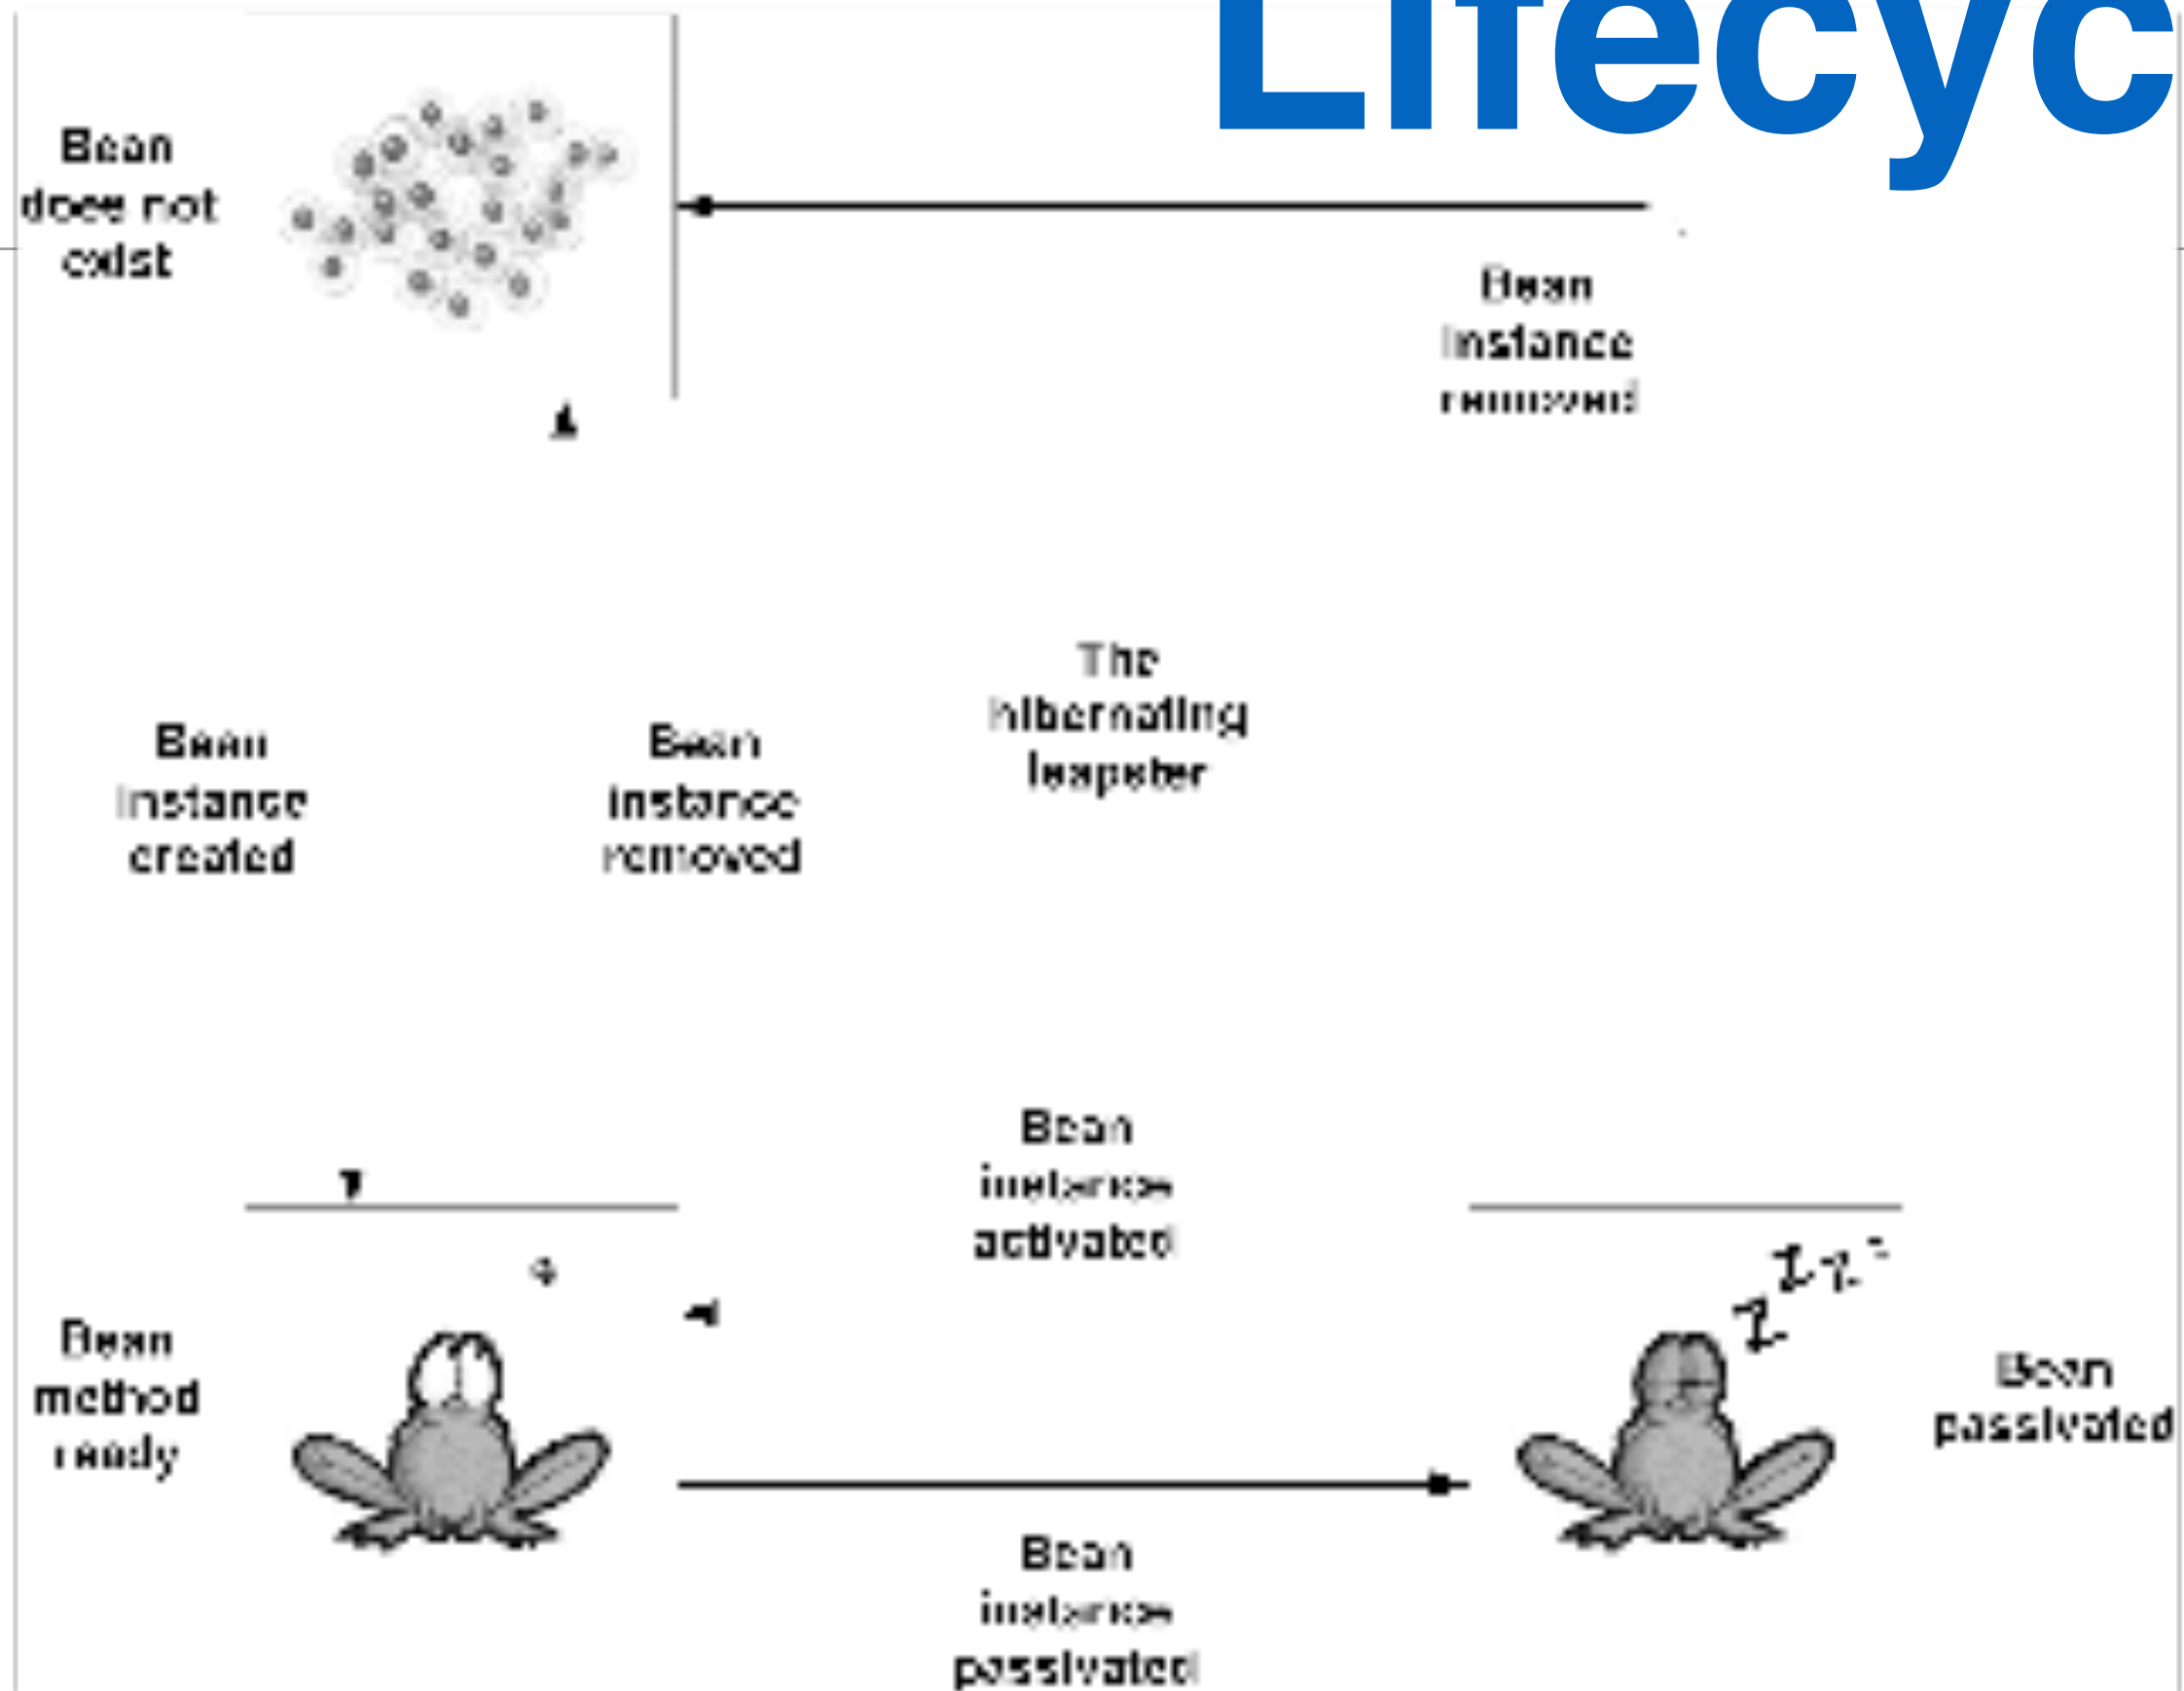 Lifecyc
Bean
does not
exist
Bean
instance
removed
The
hibernating
leapster
Bean
instance
created
Bean
instance
removed
Bean
instance
activated
z z z
Bean
method
ready
Bean
passivated
Bean
instance
passivated